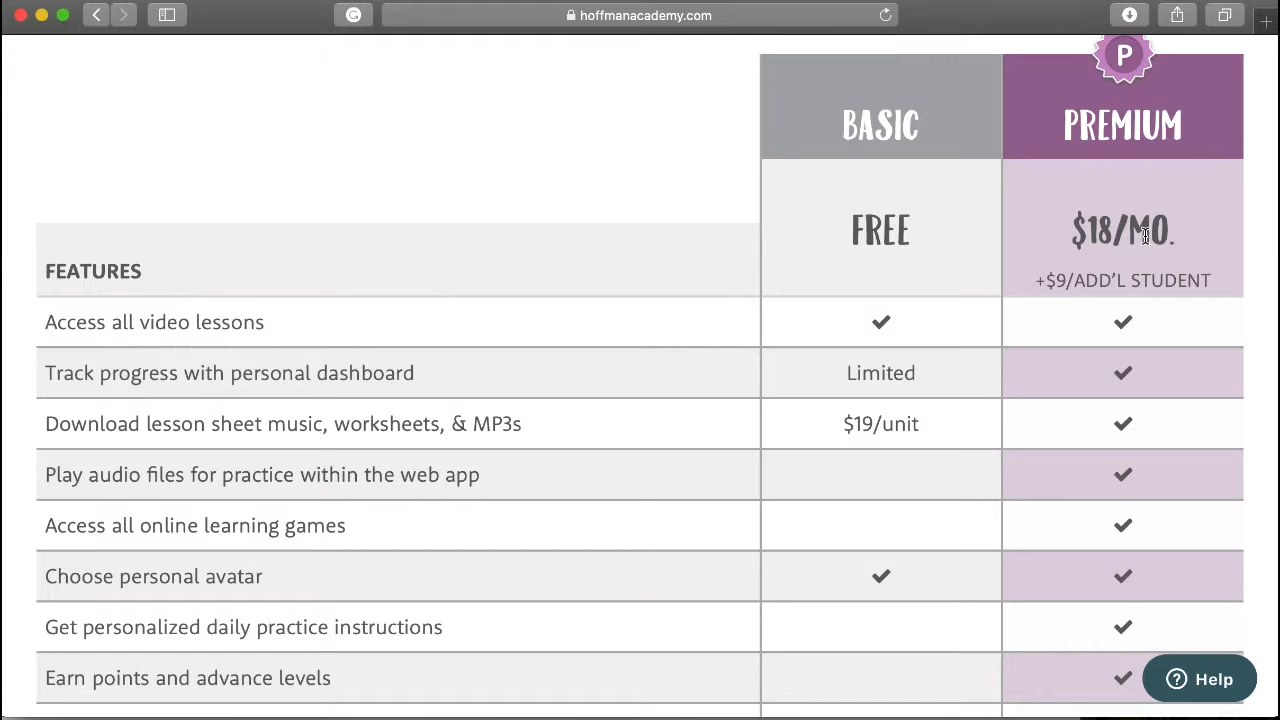 hoffmanacademy.com
P
BASIC PREMIUM
FREE $18/MO.
FEATURES +$9/ADD'L STUDENT
Access all video lessons
Track progress with personal dashboard Limited
Download lesson sheet music, worksheets, & MP3s $19/unit
Play audio files for practice within the web app
Access all online learning games
Choose personal avatar
Get personalized daily practice instructions
Earn points and advance levels
? Help